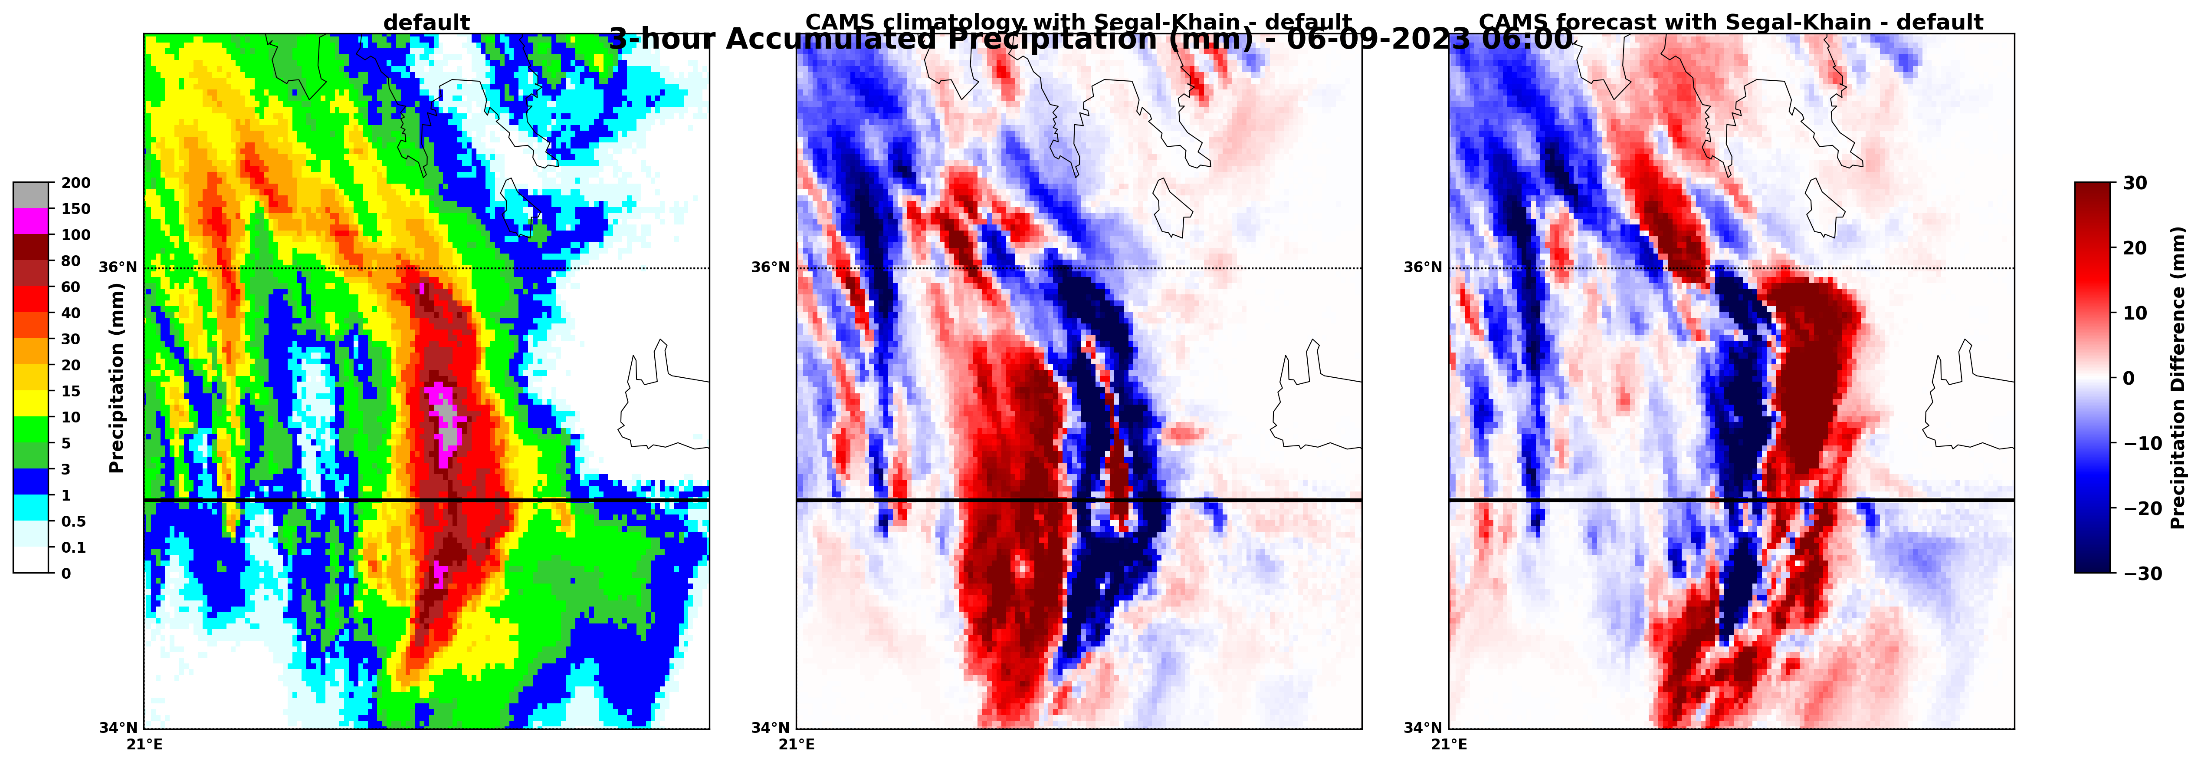 default
CAMS climatology with Segal-Khain - default
CAMS forecast with Segal-Khain - default
3-hour Accumulated Precipitation (mm) - 06-09-2023 06:00
200
150
100
80
60
40
30
20
15
10
5
3
1
0.5
0.1
0
Precipitation (mm)
36°N
34°N
21°E
36°N
34°N
21°E
36°N
34°N
21°E
30
20
10
0
−10
−20
−30
Precipitation Difference (mm)